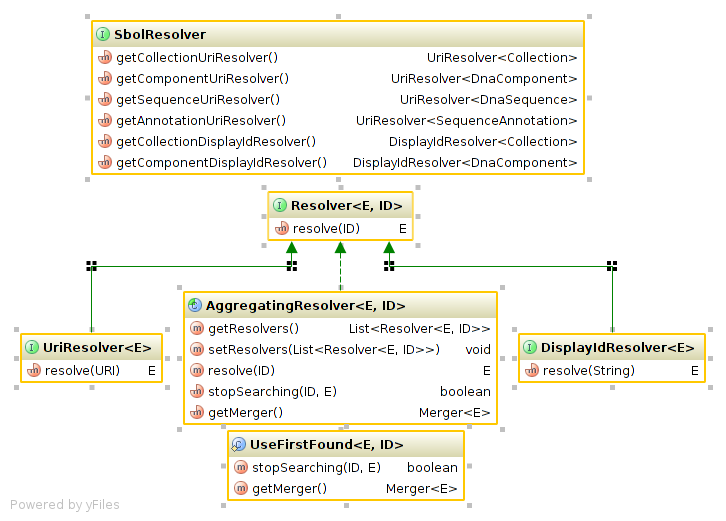 SbolResolver
getCollectionUriResolver() UriResolver<Collection>
getComponentUriResolver() UriResolver<DnaComponent>
getSequenceUriResolver() UriResolver<DnaSequence>
getAnnotationUriResolver() UriResolver<SequenceAnnotation>
getCollectionDisplayIdResolver() DisplayIdResolver<Collection>
getComponentDisplayIdResolver() DisplayIdResolver<DnaComponent>
Resolver<E, ID>
resolve(ID) E
AggregatingResolver<E, ID>
getResolvers() List<Resolver<E, ID>>
setResolvers(List<Resolver<E, ID>>) void
resolve(ID) E
stopSearching(ID, E) boolean
getMerger() Merger<E>
UriResolver<E>
resolve(URI) E
DisplayIdResolver<E>
resolve(String) E
UseFirstFound<E, ID>
stopSearching(ID, E) boolean
getMerger() Merger<E>
Powered by yFiles